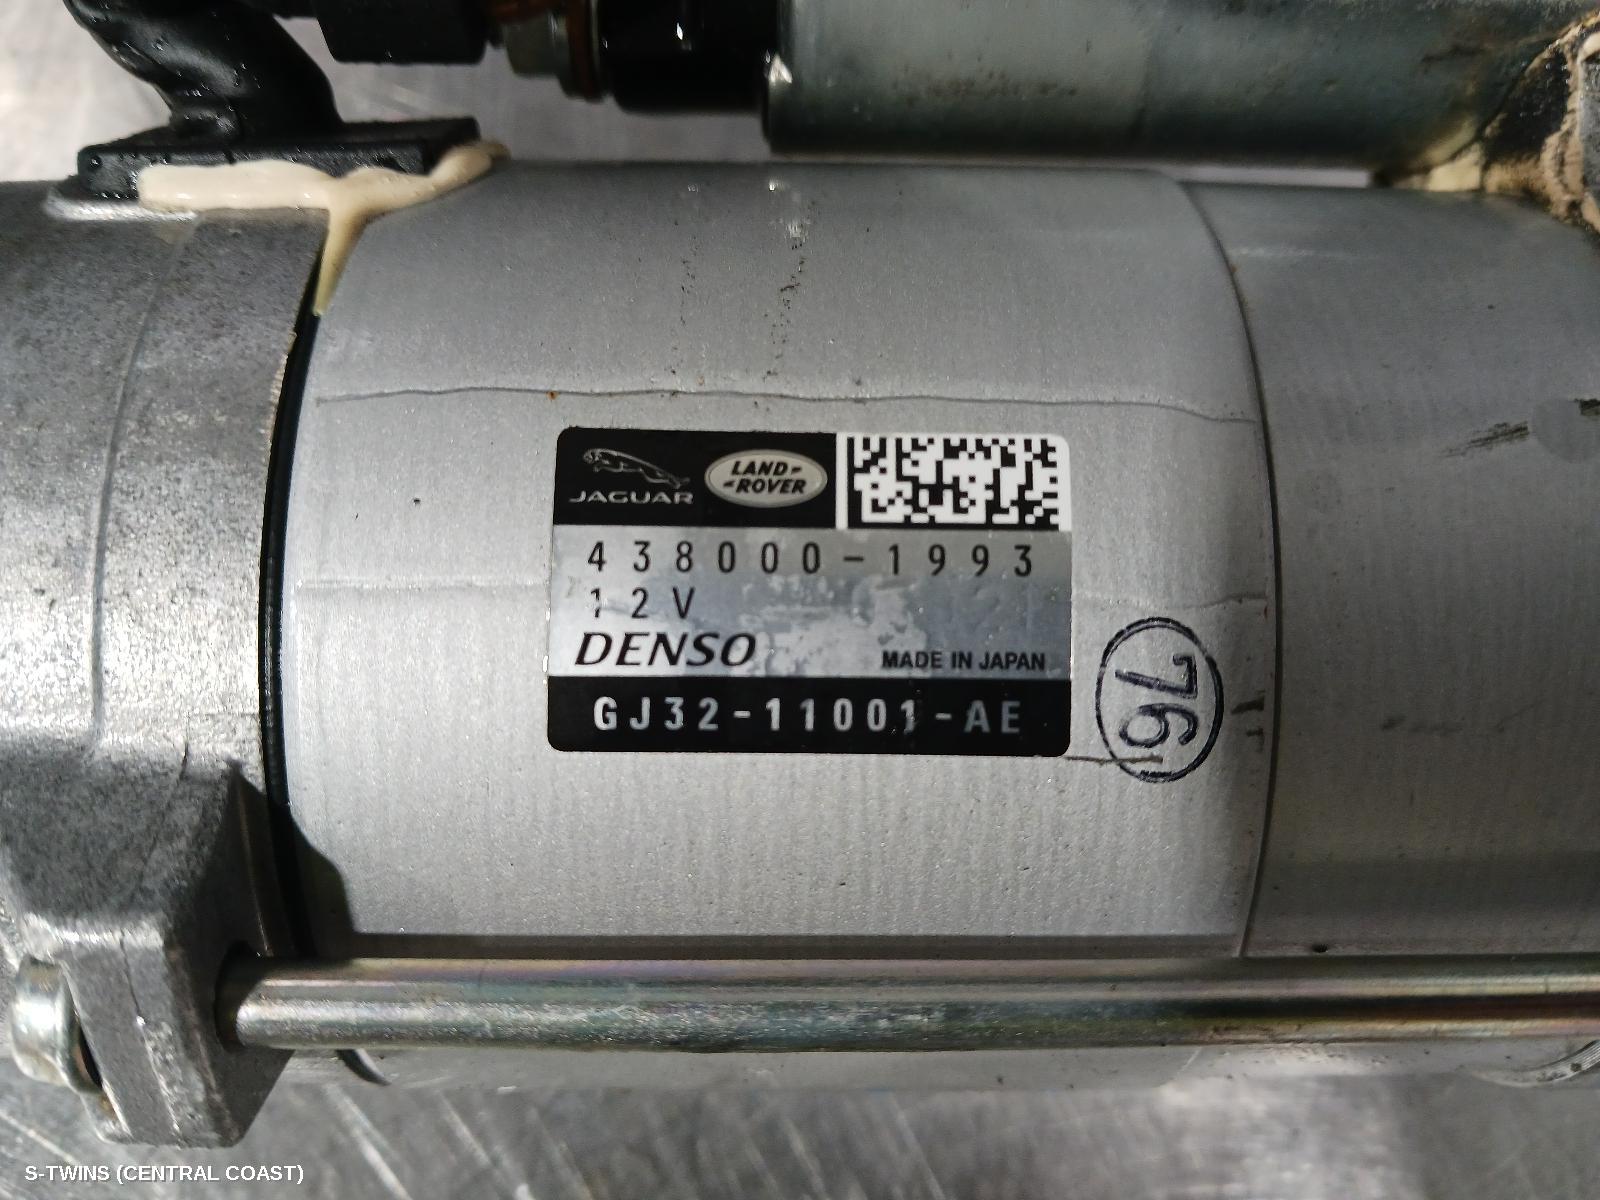 JAGUAR
LAND-
-ROVER
438000-1993
12V
DENSO
MADE IN JAPAN
GJ32-11001-AE
76
S-TWINS (CENTRAL COAST)